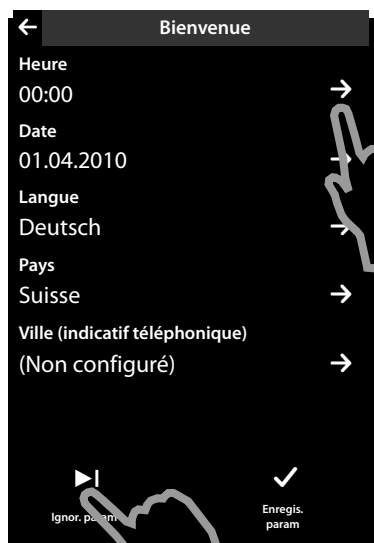 Bienvenue
Heure
00:00
Date
01.04.2010
Langue
Deutsch
Pays
Suisse
Ville (indicatif téléphonique)
(Non configuré)
Ignor. param
Enregis.
param